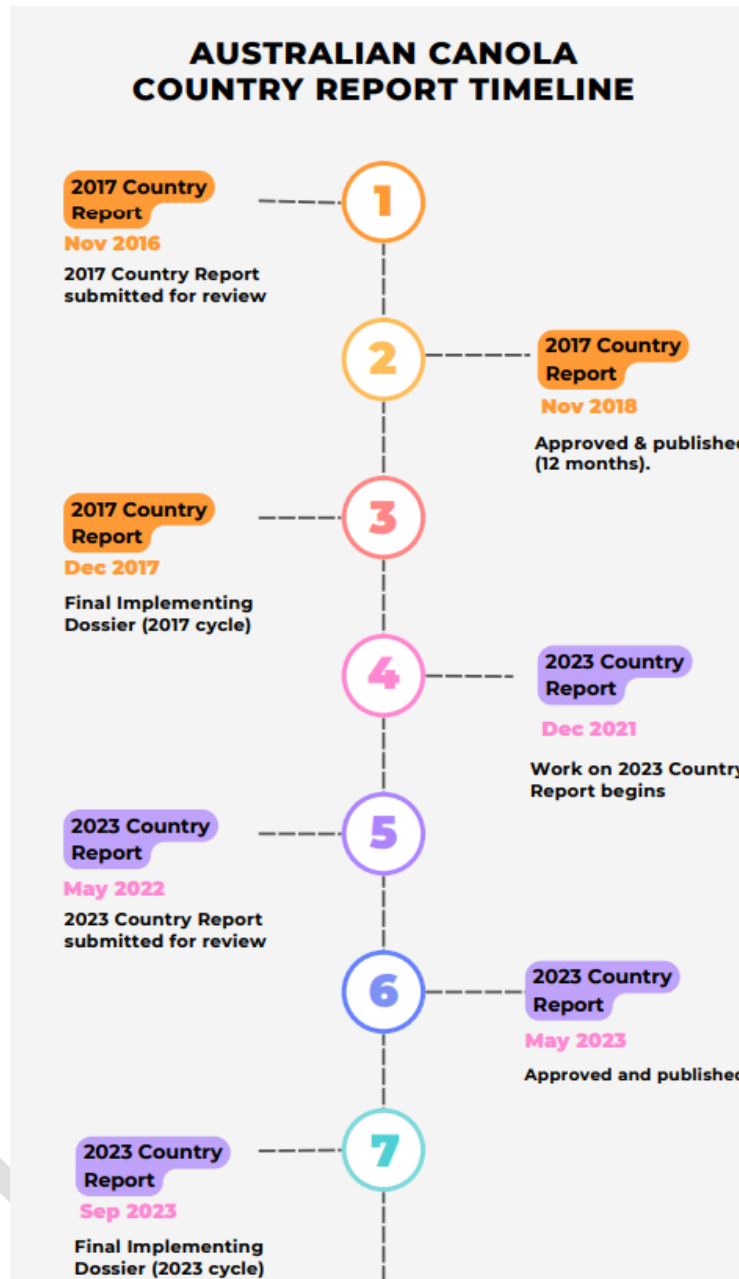 AUSTRALIAN CANOLA
COUNTRY REPORT TIMELINE
1
2017 Country
Report
Nov 2016
2017 Country Report
submitted for review
2
2017 Country
Report
Nov 2018
Approved & published
(12 months).
3
2017 Country
Report
Dec 2017
Final Implementing
Dossier (2017 cycle)
4
2023 Country
Report
Dec 2021
Work on 2023 Country
Report begins
5
2023 Country
Report
May 2022
2023 Country Report
submitted for review
6
2023 Country
Report
May 2023
Approved and published
7
2023 Country
Report
Sep 2023
Final Implementing
Dossier (2023 cycle)